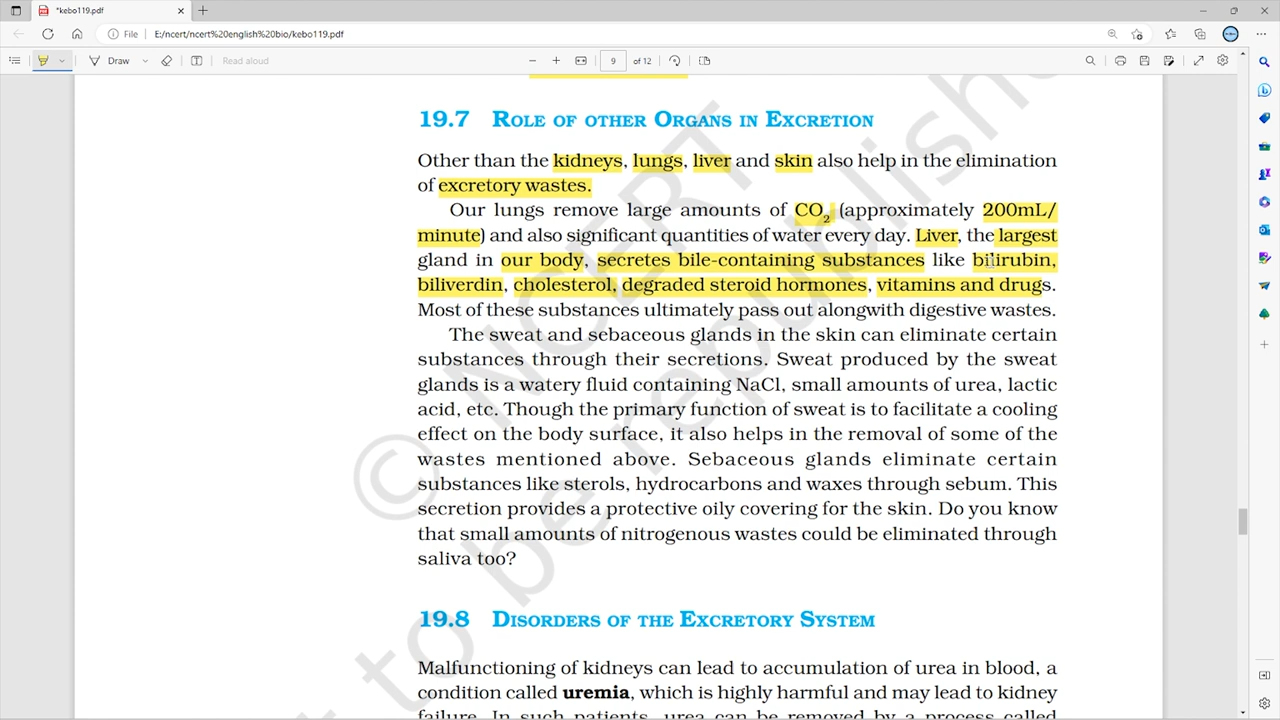 *kebo119.pdf
File
E:/ncert/ncert%20english%20bio/kebo119.pdf
Draw
Read aloud
9
of 12
19.7 ROLE OF OTHER ORGANS IN EXCRETION
Other than the kidneys, lungs, liver and skin also help in the elimination
of excretory wastes.
Our lungs remove large amounts of CO₂ (approximately 200mL/
minute) and also significant quantities of water every day. Liver, the largest
gland in our body, secretes bile-containing substances like bilirubin,
biliverdin, cholesterol, degraded steroid hormones, vitamins and drugs.
Most of these substances ultimately pass out alongwith digestive wastes.
The sweat and sebaceous glands in the skin can eliminate certain
substances through their secretions. Sweat produced by the sweat
glands is a watery fluid containing NaCl, small amounts of urea, lactic
acid, etc. Though the primary function of sweat is to facilitate a cooling
effect on the body surface, it also helps in the removal of some of the
wastes mentioned above. Sebaceous glands eliminate certain
substances like sterols, hydrocarbons and waxes through sebum. This
secretion provides a protective oily covering for the skin. Do you know
that small amounts of nitrogenous wastes could be eliminated through
saliva too?
19.8 DISORDERS OF THE EXCRETORY SYSTEM
Malfunctioning of kidneys can lead to accumulation of urea in blood, a
condition called uremia, which is highly harmful and may lead to kidney
failure. In such patients, urea can be removed by a process called
© NCERT
to be republishe